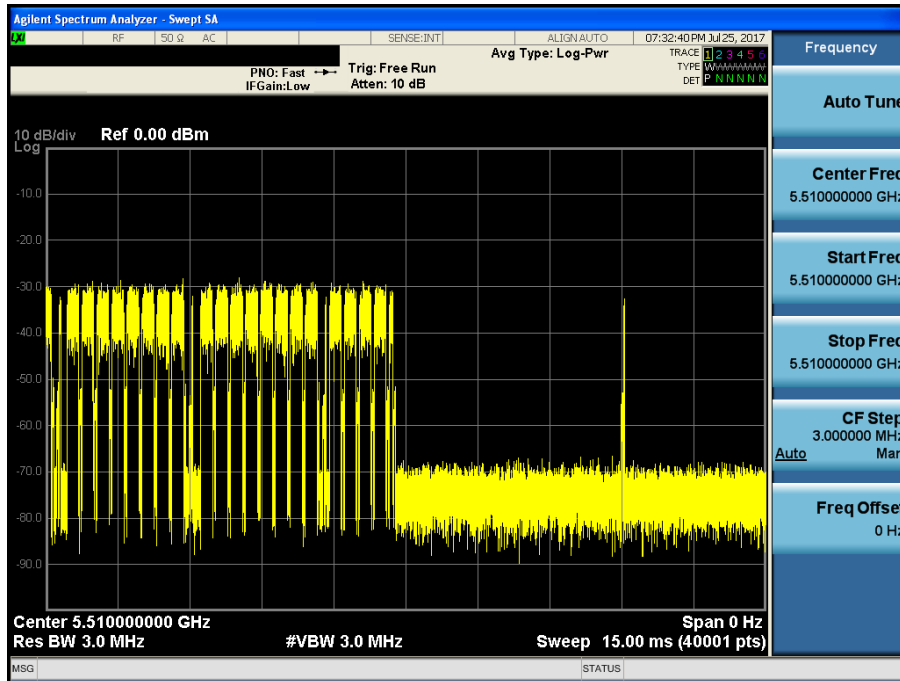 Agilent Spectrum Analyzer - Swept SA
LXI RF 50 Ω AC SENSE:INT ALIGN AUTO 07:32:40 PM Jul 25, 2017
Frequency
Avg Type: Log-Pwr
TRACE 1 2 3 4 5 6
PNO: Fast Trig: Free Run
TYPE WWWWWW
IFGain:Low Atten: 10 dB
DET P N N N N N
Auto Tune
10 dB/div Ref 0.00 dBm
Log
Center Freq
5.510000000 GHz
-10.0
-20.0
Start Freq
5.510000000 GHz
-30.0
-40.0
Stop Freq
5.510000000 GHz
-50.0
-60.0
CF Step
3.000000 MHz
Auto Man
-70.0
-80.0
Freq Offset
0 Hz
-90.0
Center 5.510000000 GHz Span 0 Hz
Res BW 3.0 MHz #VBW 3.0 MHz Sweep 15.00 ms (40001 pts)
MSG STATUS